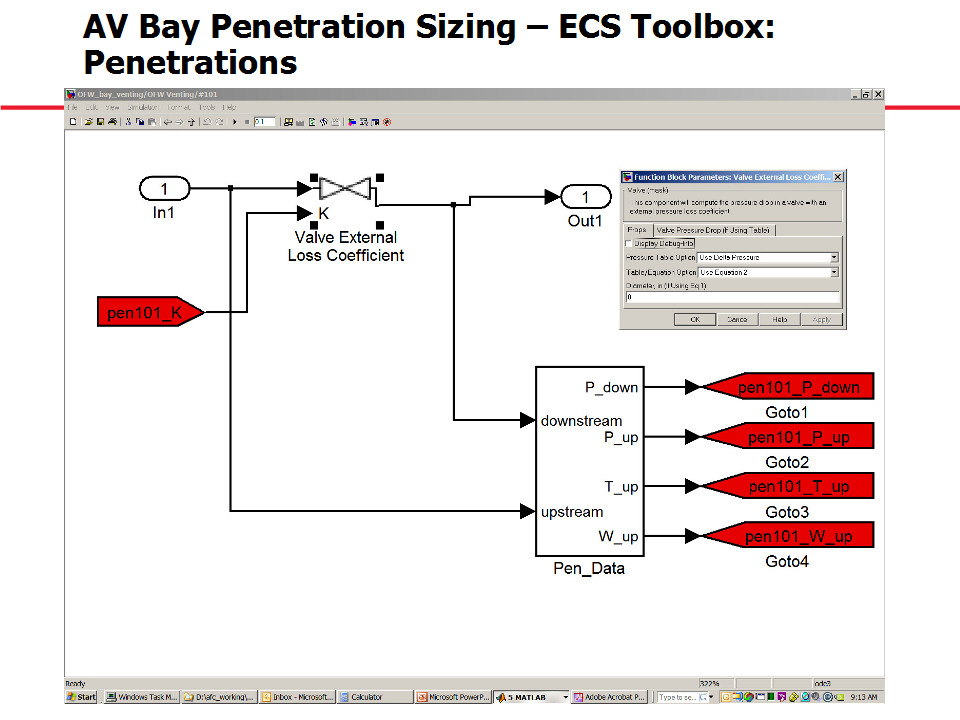 AV Bay Penetration Sizing – ECS Toolbox:
Penetrations
OFW_bay_venting/OFW Venting/#101
File Edit View Simulation Format Tools Help
0.1
1
In1
K
Valve External
Loss Coefficient
1
Out1
pen101_K
Function Block Parameters: Valve External Loss Coeffi...
Valve (mask)
This component will compute the pressure drop in a valve with an
external pressure loss coefficient
Props
Valve Pressure Drop (If Using Table)
Display Debug-Info
Pressure Table Option Use Delta Pressure
Table/Equation Option Use Equation 2
Diameter, in (If Using Eq 1)
0
OK Cancel Help Apply
P_down
downstream
P_up
T_up
upstream
W_up
Pen_Data
pen101_P_down
Goto1
pen101_P_up
Goto2
pen101_T_up
Goto3
pen101_W_up
Goto4
Ready 322% ode3
Start Windows Task M... D:\afc_working\... Inbox - Microsoft... Calculator Microsoft PowerP... 5 MATLAB Adobe Acrobat P... Type to se... 9:13 AM